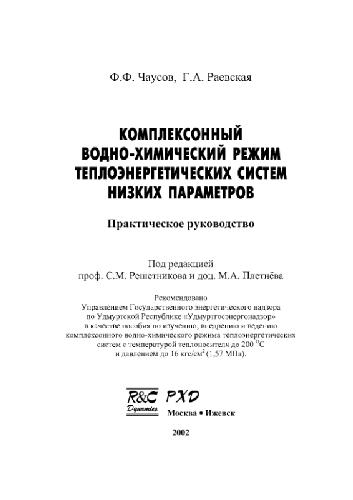 Ф.Ф. Чаусов, Г.А. Раевская
КОМПЛЕКСОННЫЙ
ВОДНО-ХИМИЧЕСКИЙ РЕЖИМ
ТЕПЛОЭНЕРГЕТИЧЕСКИХ СИСТЕМ
НИЗКИХ ПАРАМЕТРОВ
Практическое руководство
Под редакцией
проф. С.М. Решетникова и доц. М.А. Плетнёва
Рекомендовано
Управлением Государственного энергетического надзора
по Удмуртской Республике «Удмуртгосэнергонадзор»
в качестве пособия по изучению, внедрению и ведению
комплексонного водно-химического режима теплоэнергетических
систем с температурой теплоносителя до 200 °С
и давлением до 16 кгс/см² (1,57 МПа).
R&C РХД
Dynamics
Москва • Ижевск
2002